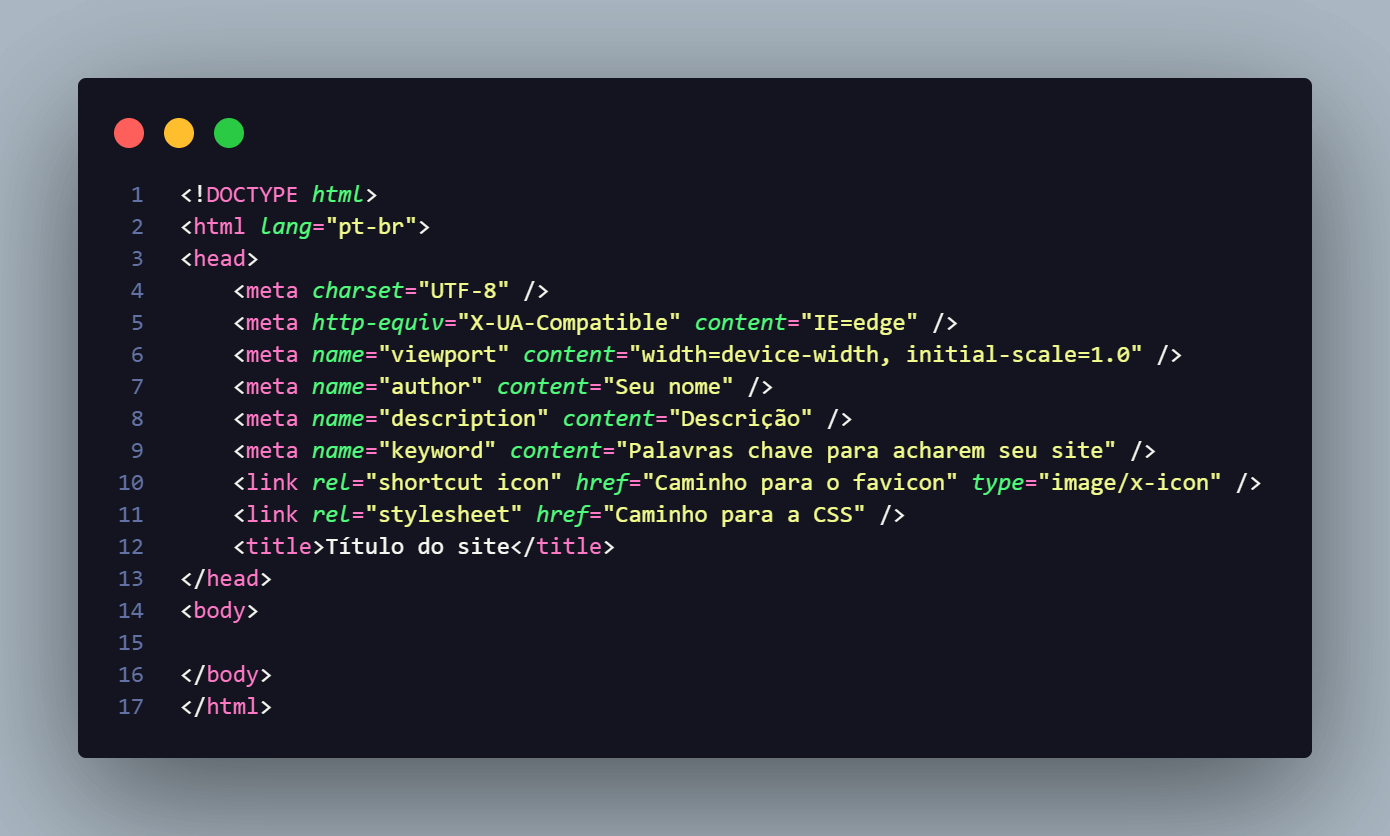 1 <!DOCTYPE html>
2 <html lang="pt-br">
3 <head>
4     <meta charset="UTF-8" />
5     <meta http-equiv="X-UA-Compatible" content="IE=edge" />
6     <meta name="viewport" content="width=device-width, initial-scale=1.0" />
7     <meta name="author" content="Seu nome" />
8     <meta name="description" content="Descrição" />
9     <meta name="keyword" content="Palavras chave para acharem seu site" />
10     <link rel="shortcut icon" href="Caminho para o favicon" type="image/x-icon" />
11     <link rel="stylesheet" href="Caminho para a CSS" />
12     <title>Título do site</title>
13 </head>
14 <body>
15
16 </body>
17 </html>